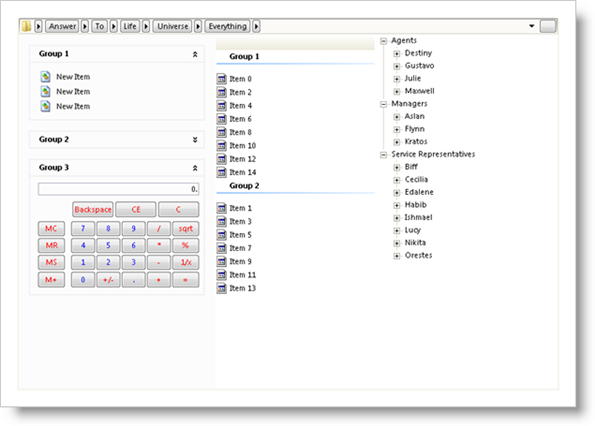 Answer To Life Universe Everything
Group 1
New Item
New Item
New Item
Group 2
Group 3
0.
Backspace CE C
MC 7 8 9 / sqrt
MR 4 5 6 * %
MS 1 2 3 - 1/x
M+ 0 +/- . + =
Group 1
Item 0
Item 2
Item 4
Item 6
Item 8
Item 10
Item 12
Item 14
Group 2
Item 1
Item 3
Item 5
Item 7
Item 9
Item 11
Item 13
Agents
Destiny
Gustavo
Julie
Maxwell
Managers
Aslan
Flynn
Kratos
Service Representatives
Biff
Cecilia
Edalene
Habib
Ishmael
Lucy
Nikita
Orestes